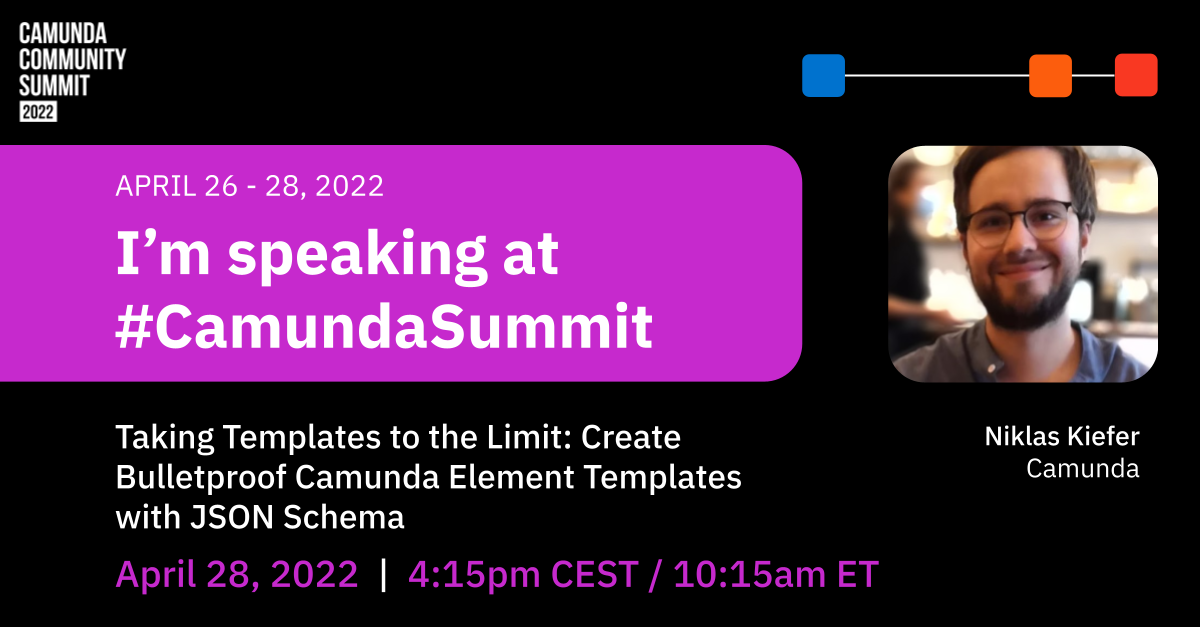 CAMUNDA
COMMUNITY
SUMMIT
2022
APRIL 26 - 28, 2022
I’m speaking at
#CamundaSummit
Taking Templates to the Limit: Create
Bulletproof Camunda Element Templates
with JSON Schema
Niklas Kiefer
Camunda
April 28, 2022 | 4:15pm CEST / 10:15am ET